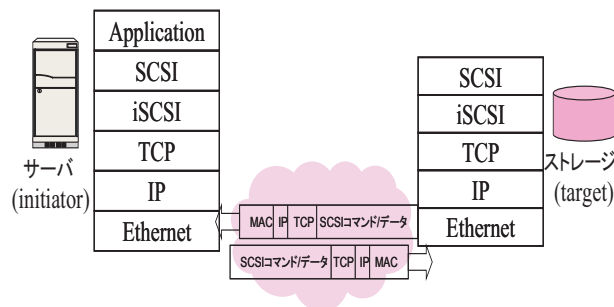 Application
SCSI
iSCSI
TCP
IP
Ethernet
サーバ
(initiator)
SCSI
iSCSI
TCP
IP
Ethernet
ストレージ
(target)
MAC IP TCP SCSIコマンド/データ
SCSIコマンド/データ TCP IP MAC